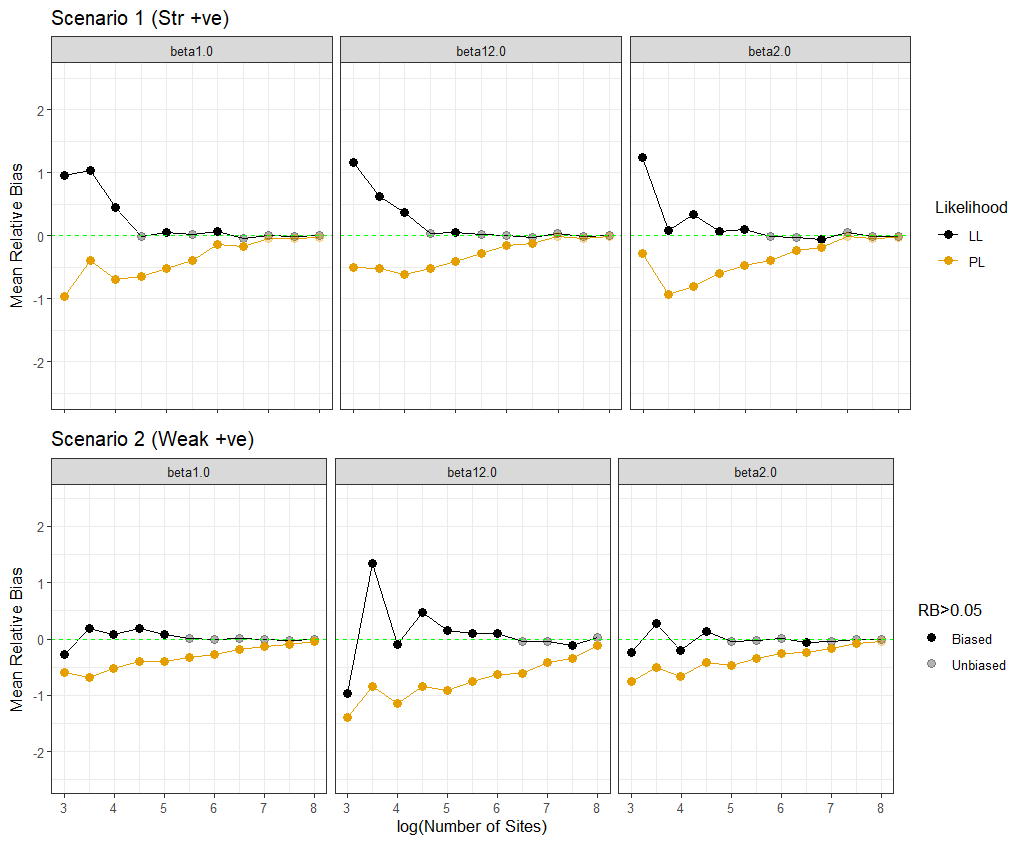 Scenario 1 (Str +ve)
beta1.0 beta12.0 beta2.0
Mean Relative Bias
2
1
0
-1
-2
Likelihood
LL
PL
Scenario 2 (Weak +ve)
beta1.0 beta12.0 beta2.0
Mean Relative Bias
2
1
0
-1
-2
3 4 5 6 7 8 3 4 5 6 7 8 3 4 5 6 7 8
log(Number of Sites)
RB>0.05
Biased
Unbiased